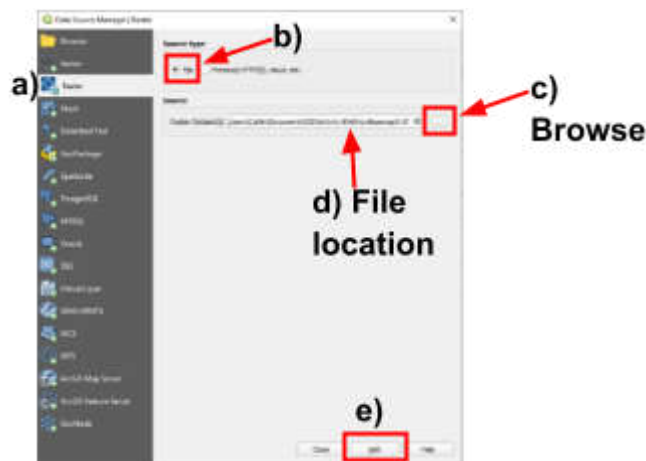 Data Source Manager | Raster
b)
Browser
Source type
Vector
File
a)
Raster
c)
Mesh
Source
Browse
Delimited Text
GeoPackage
SpatiaLite
d) File
location
PostgreSQL
MSSQL
Oracle
Virtual Layer
WMS/WMTS
WCS
WFS
ArcGIS Map Server
ArcGIS Feature Server
e)
GeoNode
Close
Add
Help